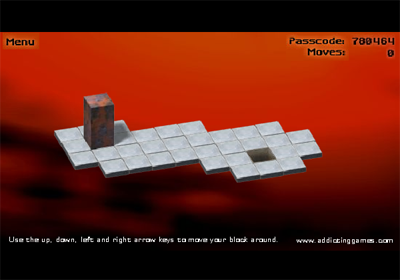 Menu
Passcode: 780464
Moves: 0
Use the up, down, left and right arrow keys to move your block around.
www.addictinggames.com